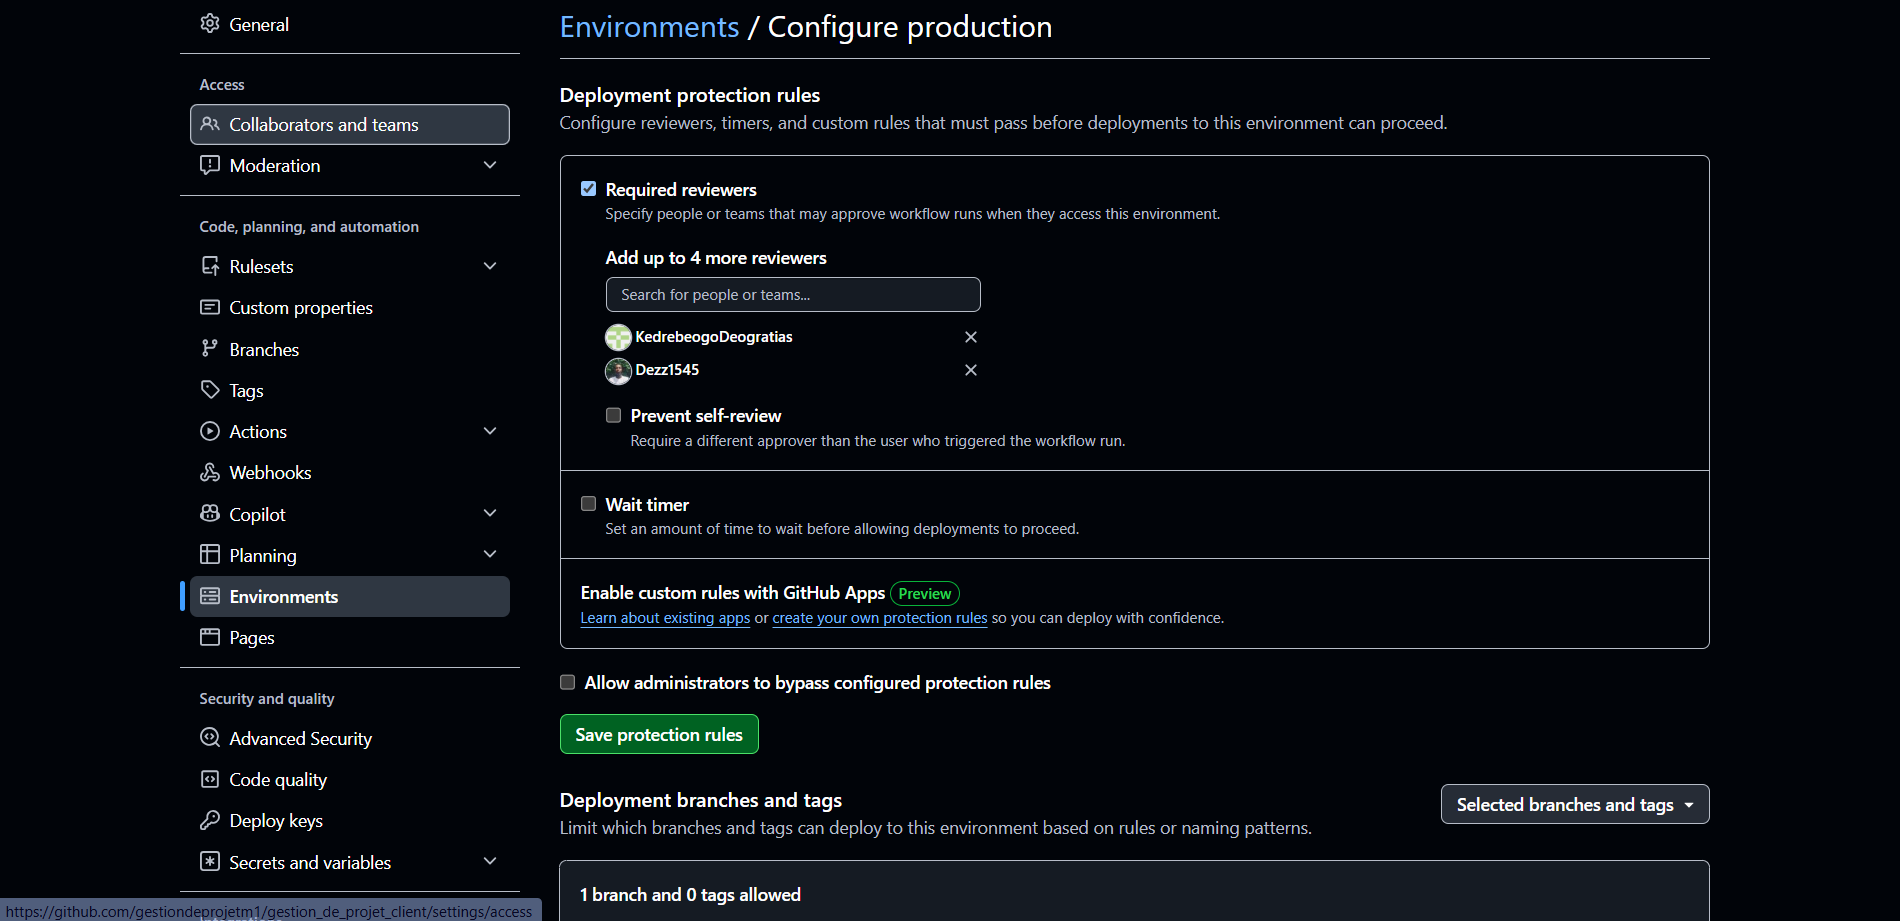 General
Access
Collaborators and teams
Moderation
Code, planning, and automation
Rulesets
Custom properties
Branches
Tags
Actions
Webhooks
Copilot
Planning
Environments
Pages
Security and quality
Advanced Security
Code quality
Deploy keys
Secrets and variables
https://github.com/gestiondeprojetm1/gestion_de_projet_client/settings/access
Environments / Configure production
Deployment protection rules
Configure reviewers, timers, and custom rules that must pass before deployments to this environment can proceed.
Required reviewers
Specify people or teams that may approve workflow runs when they access this environment.
Add up to 4 more reviewers
Search for people or teams...
KedrebeogoDeogratias
Dezz1545
Prevent self-review
Require a different approver than the user who triggered the workflow run.
Wait timer
Set an amount of time to wait before allowing deployments to proceed.
Enable custom rules with GitHub Apps Preview
Learn about existing apps or create your own protection rules so you can deploy with confidence.
Allow administrators to bypass configured protection rules
Save protection rules
Deployment branches and tags
Selected branches and tags
Limit which branches and tags can deploy to this environment based on rules or naming patterns.
1 branch and 0 tags allowed